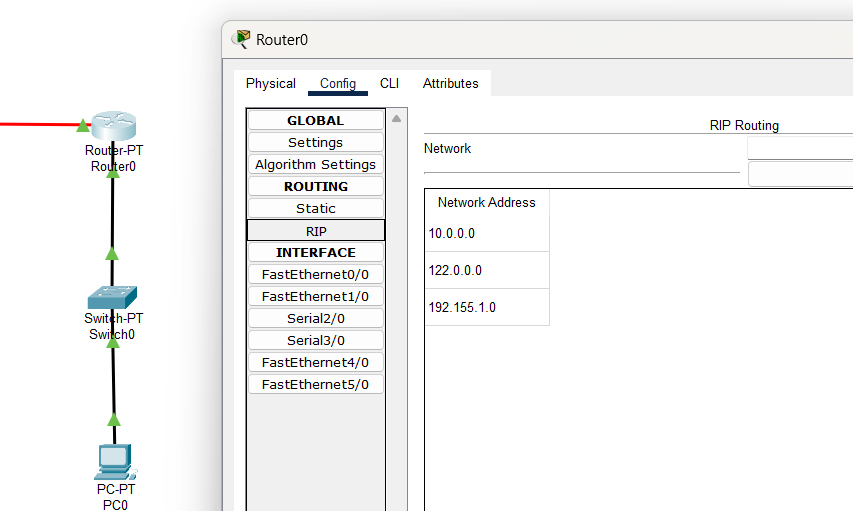 Router0
Physical Config CLI Attributes
GLOBAL
Settings
Algorithm Settings
ROUTING
Static
RIP
INTERFACE
FastEthernet0/0
FastEthernet1/0
Serial2/0
Serial3/0
FastEthernet4/0
FastEthernet5/0
RIP Routing
Network
Network Address
10.0.0.0
122.0.0.0
192.155.1.0
Router-PT
Router0
Switch-PT
Switch0
PC-PT
PC0